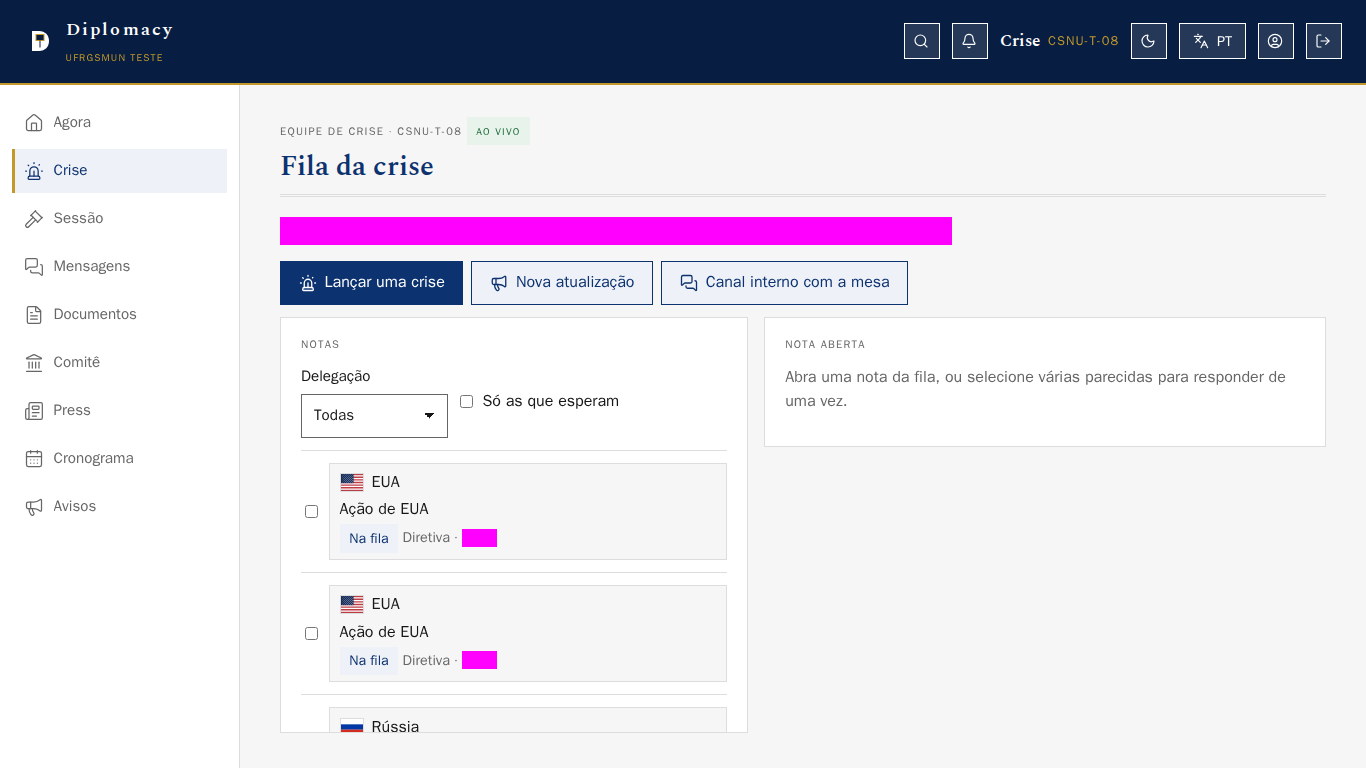 Diplomacy
UFRGSMUN TESTE
Crise CSNU-T-08
PT
Agora
Crise
Sessão
Mensagens
Documentos
Comitê
Press
Cronograma
Avisos
EQUIPE DE CRISE · CSNU-T-08 AO VIVO
Fila da crise
Lançar uma crise
Nova atualização
Canal interno com a mesa
NOTAS
Delegação
Todas
Só as que esperam
EUA
Ação de EUA
Na fila Diretiva ·
EUA
Ação de EUA
Na fila Diretiva ·
Rússia
NOTA ABERTA
Abra uma nota da fila, ou selecione várias parecidas para responder de
uma vez.